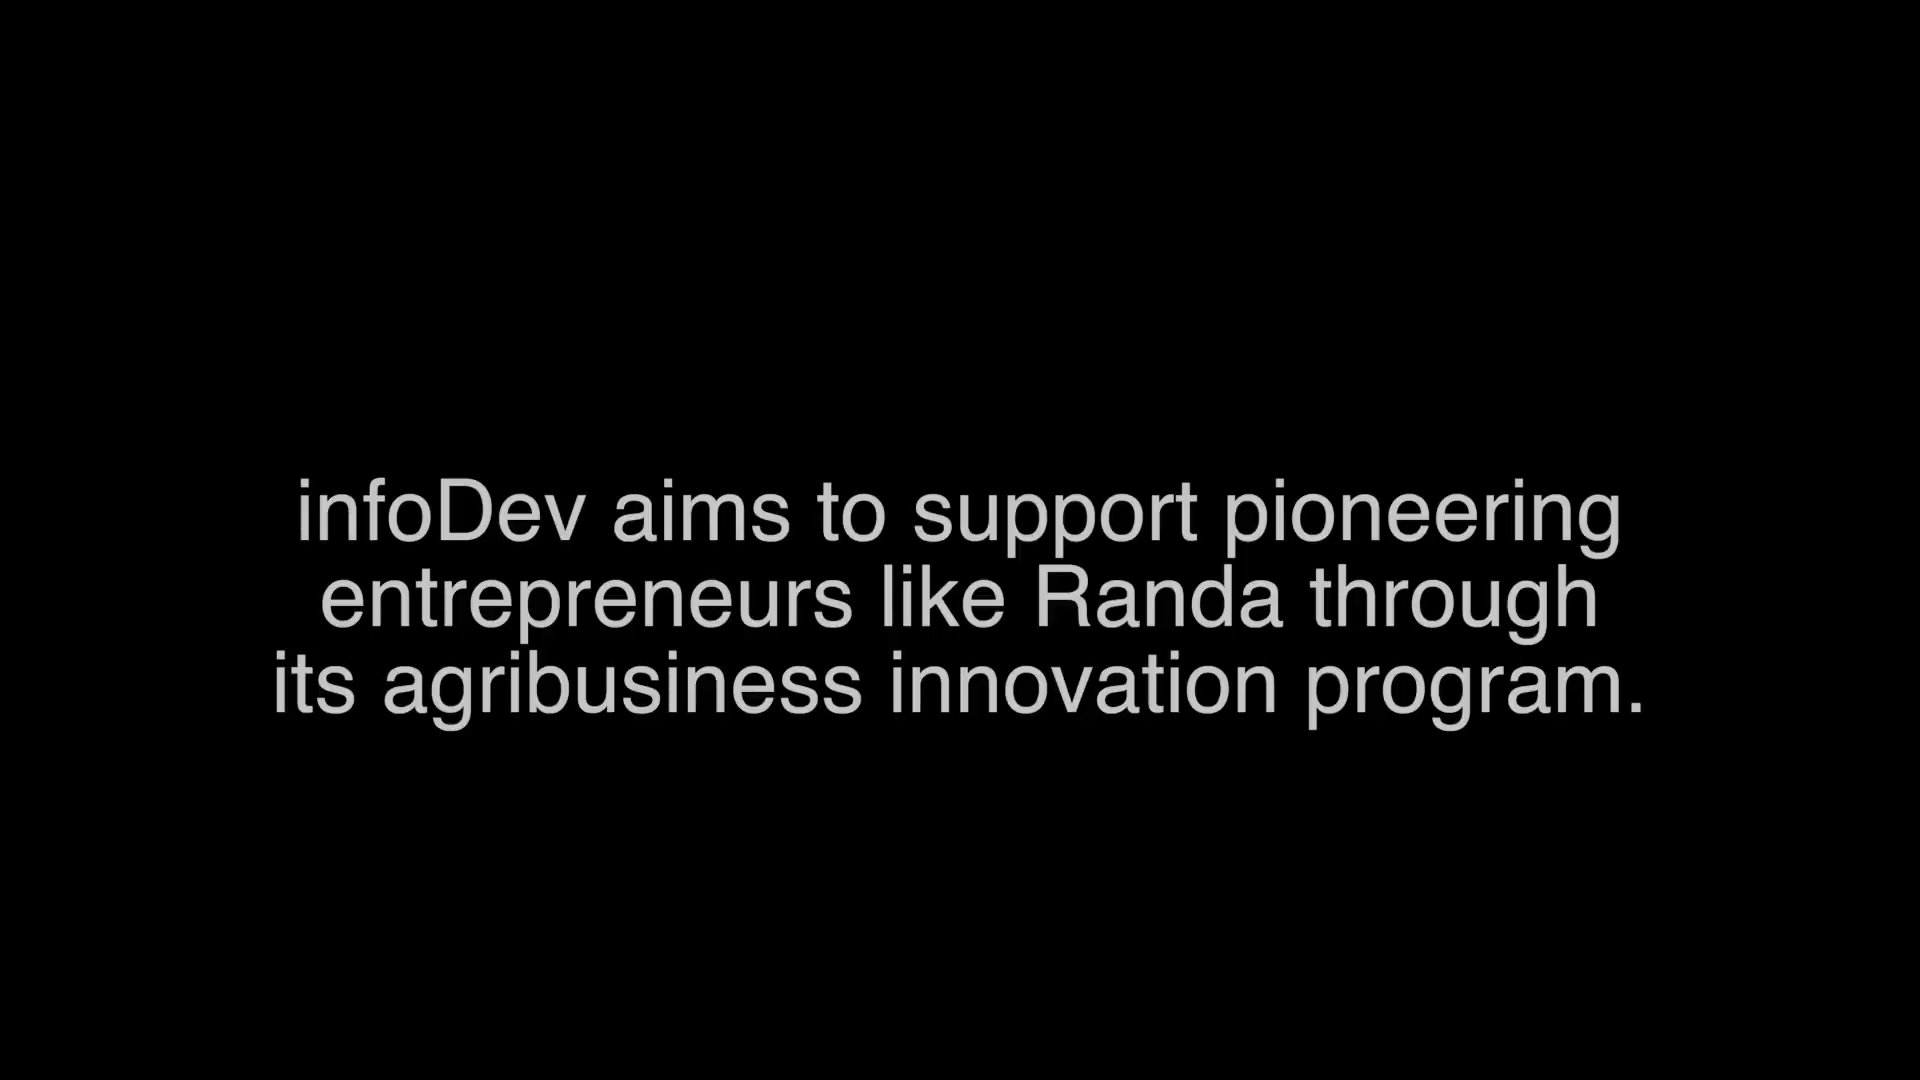 infoDev aims to support pioneering
entrepreneurs like Randa through
its agribusiness innovation program.